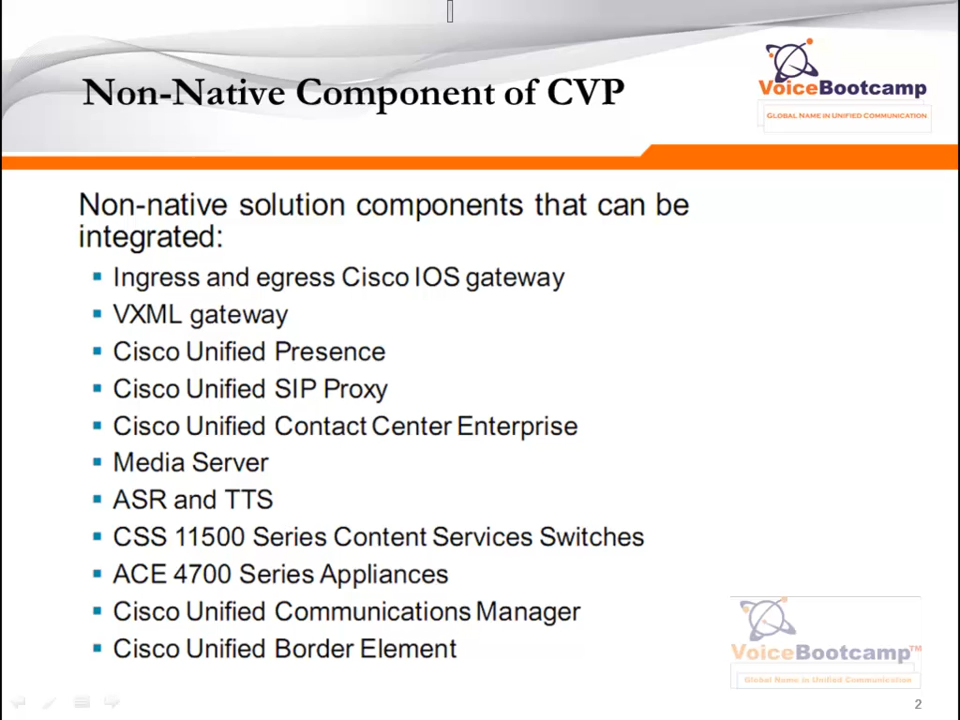 Non-Native Component of CVP
VoiceBootcamp
Global Name in Unified Communication
Non-native solution components that can be
integrated:
Ingress and egress Cisco IOS gateway
VXML gateway
Cisco Unified Presence
Cisco Unified SIP Proxy
Cisco Unified Contact Center Enterprise
Media Server
ASR and TTS
CSS 11500 Series Content Services Switches
ACE 4700 Series Appliances
Cisco Unified Communications Manager
Cisco Unified Border Element
VoiceBootcamp™
Global Name in Unified Communication
2